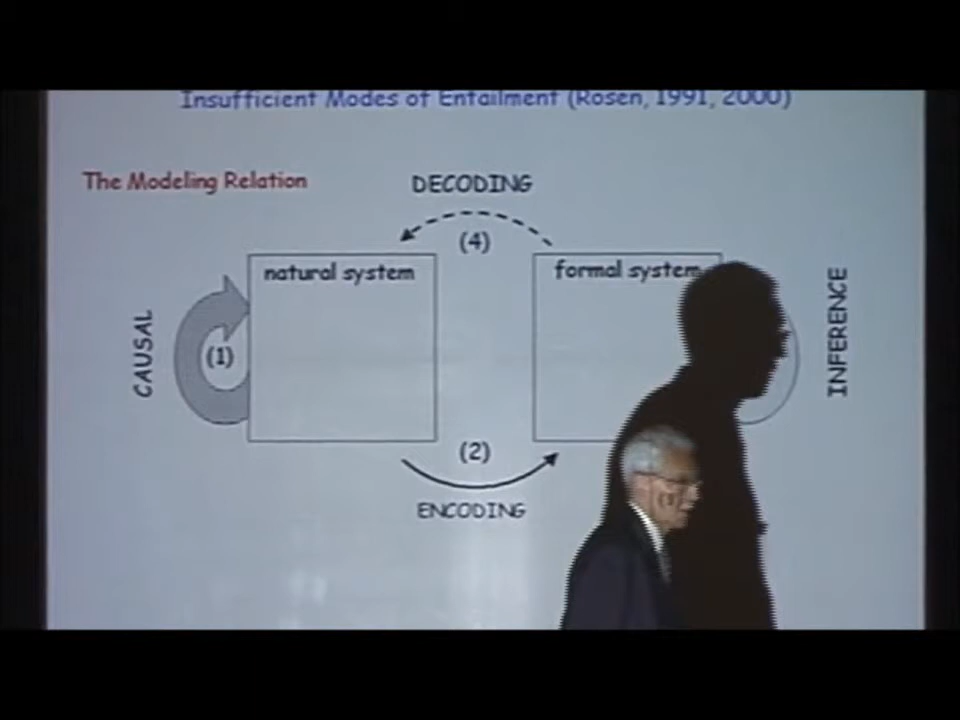 Insufficient Modes of Entailment (Rosen, 1991, 2000)
The Modeling Relation
DECODING
(4)
natural system
formal system
CAUSAL
(1)
INFERENCE
(2)
ENCODING